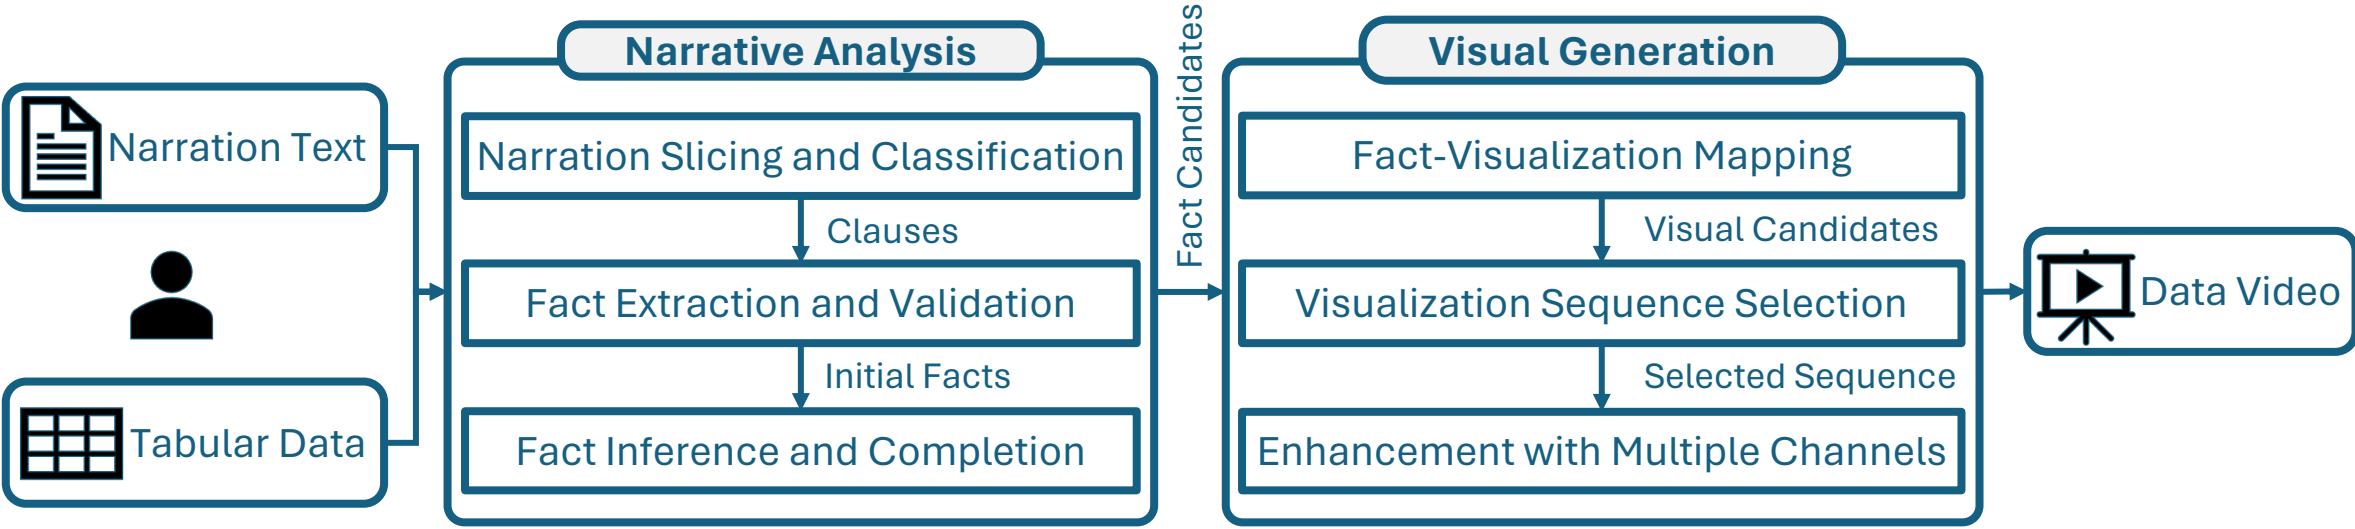 Narration Text
Tabular Data
Narrative Analysis
Narration Slicing and Classification
Clauses
Fact Extraction and Validation
Initial Facts
Fact Inference and Completion
Fact Candidates
Visual Generation
Fact-Visualization Mapping
Visual Candidates
Visualization Sequence Selection
Selected Sequence
Enhancement with Multiple Channels
Data Video